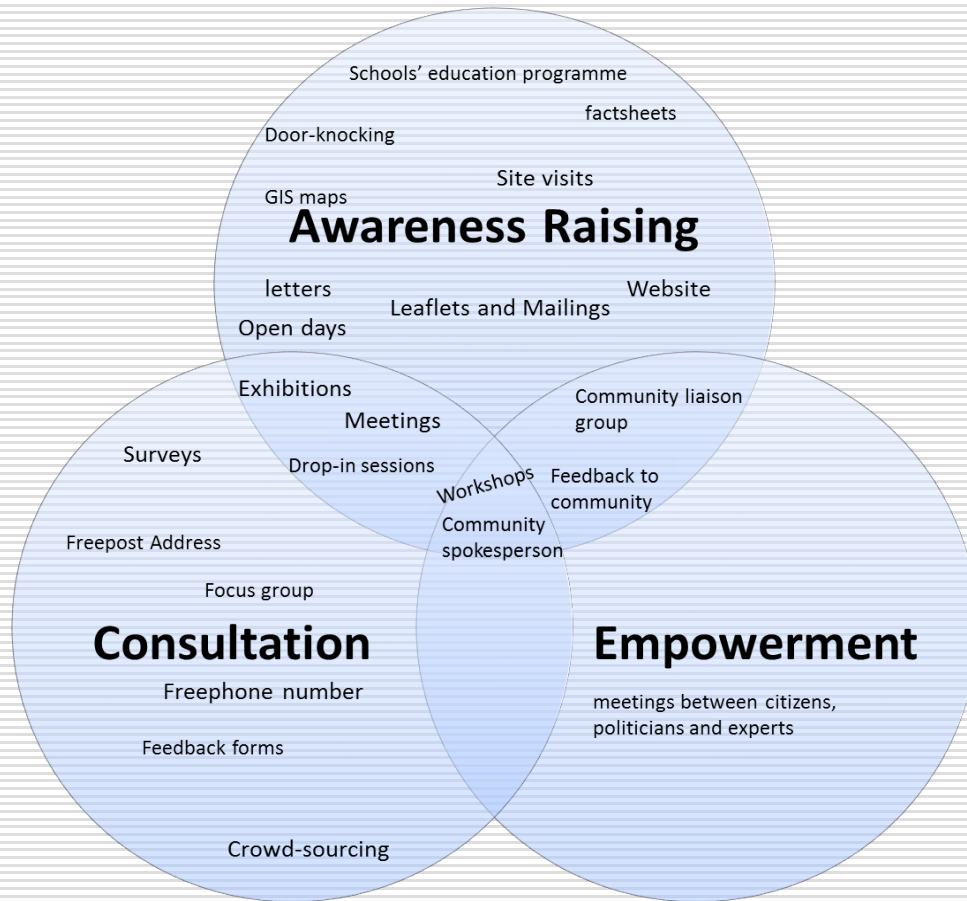 Schools’ education programme
factsheets
Door-knocking
Site visits
GIS maps
Awareness Raising
letters
Website
Leaflets and Mailings
Open days
Exhibitions
Community liaison
group
Meetings
Surveys
Drop-in sessions
Workshops
Feedback to
community
Community
spokesperson
Freepost Address
Focus group
Consultation
Empowerment
Freephone number
meetings between citizens,
politicians and experts
Feedback forms
Crowd-sourcing